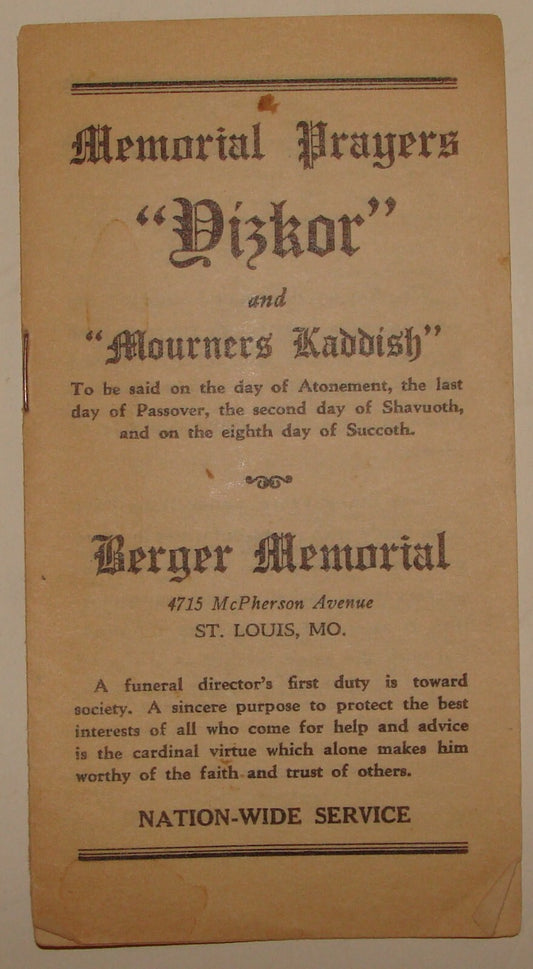 Memorial Prayers
"Yizkor"
and
"Mourners Kaddish"
To be said on the day of Atonement, the last
day of Passover, the second day of Shavuoth,
and on the eighth day of Succoth.
Berger Memorial
4715 McPherson Avenue
ST. LOUIS, MO.
A funeral director's first duty is toward
society. A sincere purpose to protect the best
interests of all who come for help and advice
is the cardinal virtue which alone makes him
worthy of the faith and trust of others.
NATION-WIDE SERVICE